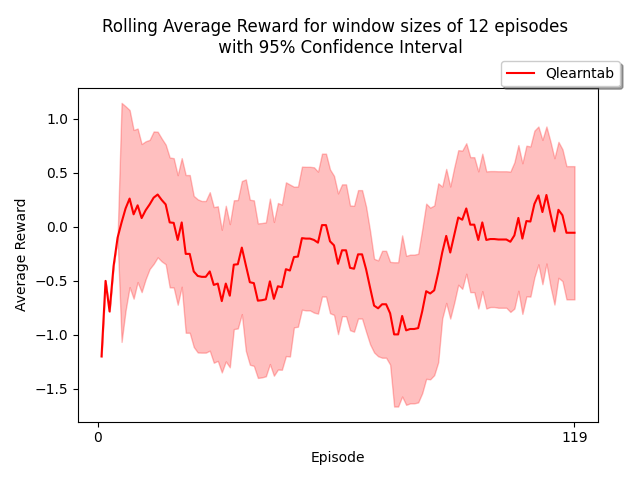 Rolling Average Reward for window sizes of 12 episodes
with 95% Confidence Interval
Qlearntab
1.0
0.5
0.0
−0.5
−1.0
−1.5
Average Reward
0
119
Episode